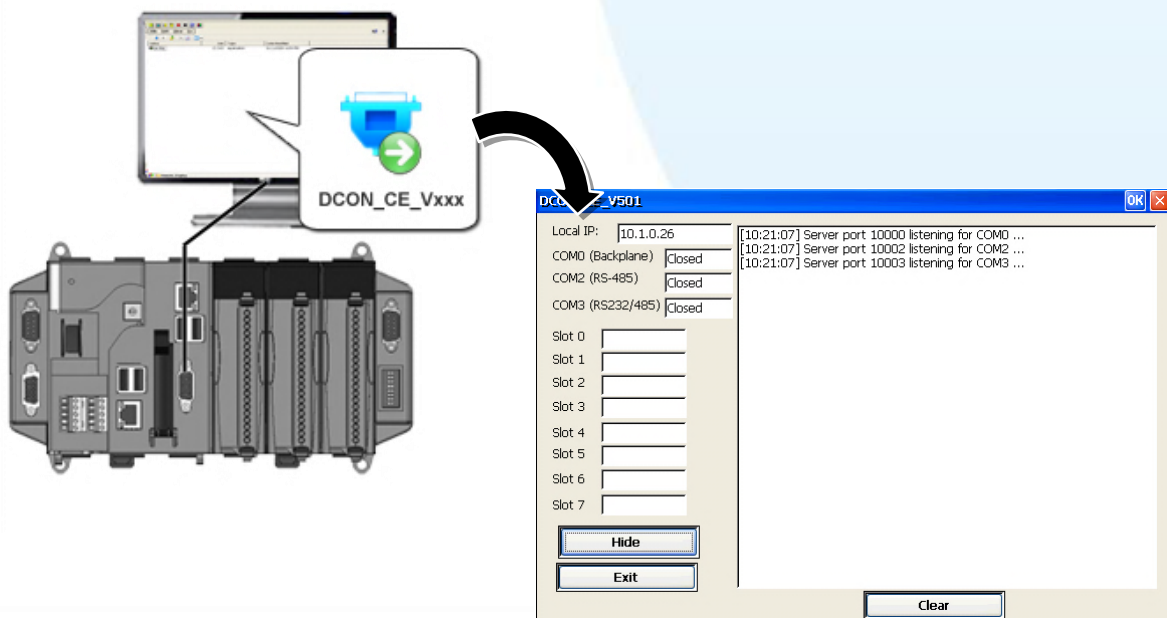 DCON_CE_Vxxx
OK
Local IP: 10.1.0.26
COM0 (Backplane) Closed
COM2 (RS-485) Closed
COM3 (RS232/485) Closed
Slot 0
Slot 1
Slot 2
Slot 3
Slot 4
Slot 5
Slot 6
Slot 7
Hide
Exit
[10:21:07] Server port 10000 listening for COM0 ...
[10:21:07] Server port 10002 listening for COM2 ...
[10:21:07] Server port 10003 listening for COM3 ...
Clear